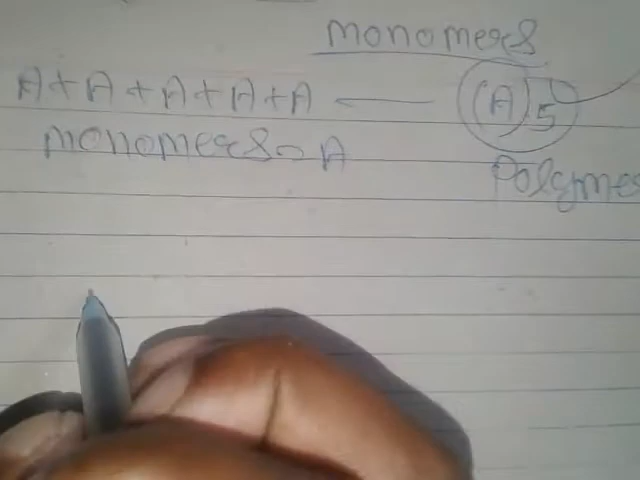 monomers
A + A + A + A + A — (A)5
monomers = A
Polymer